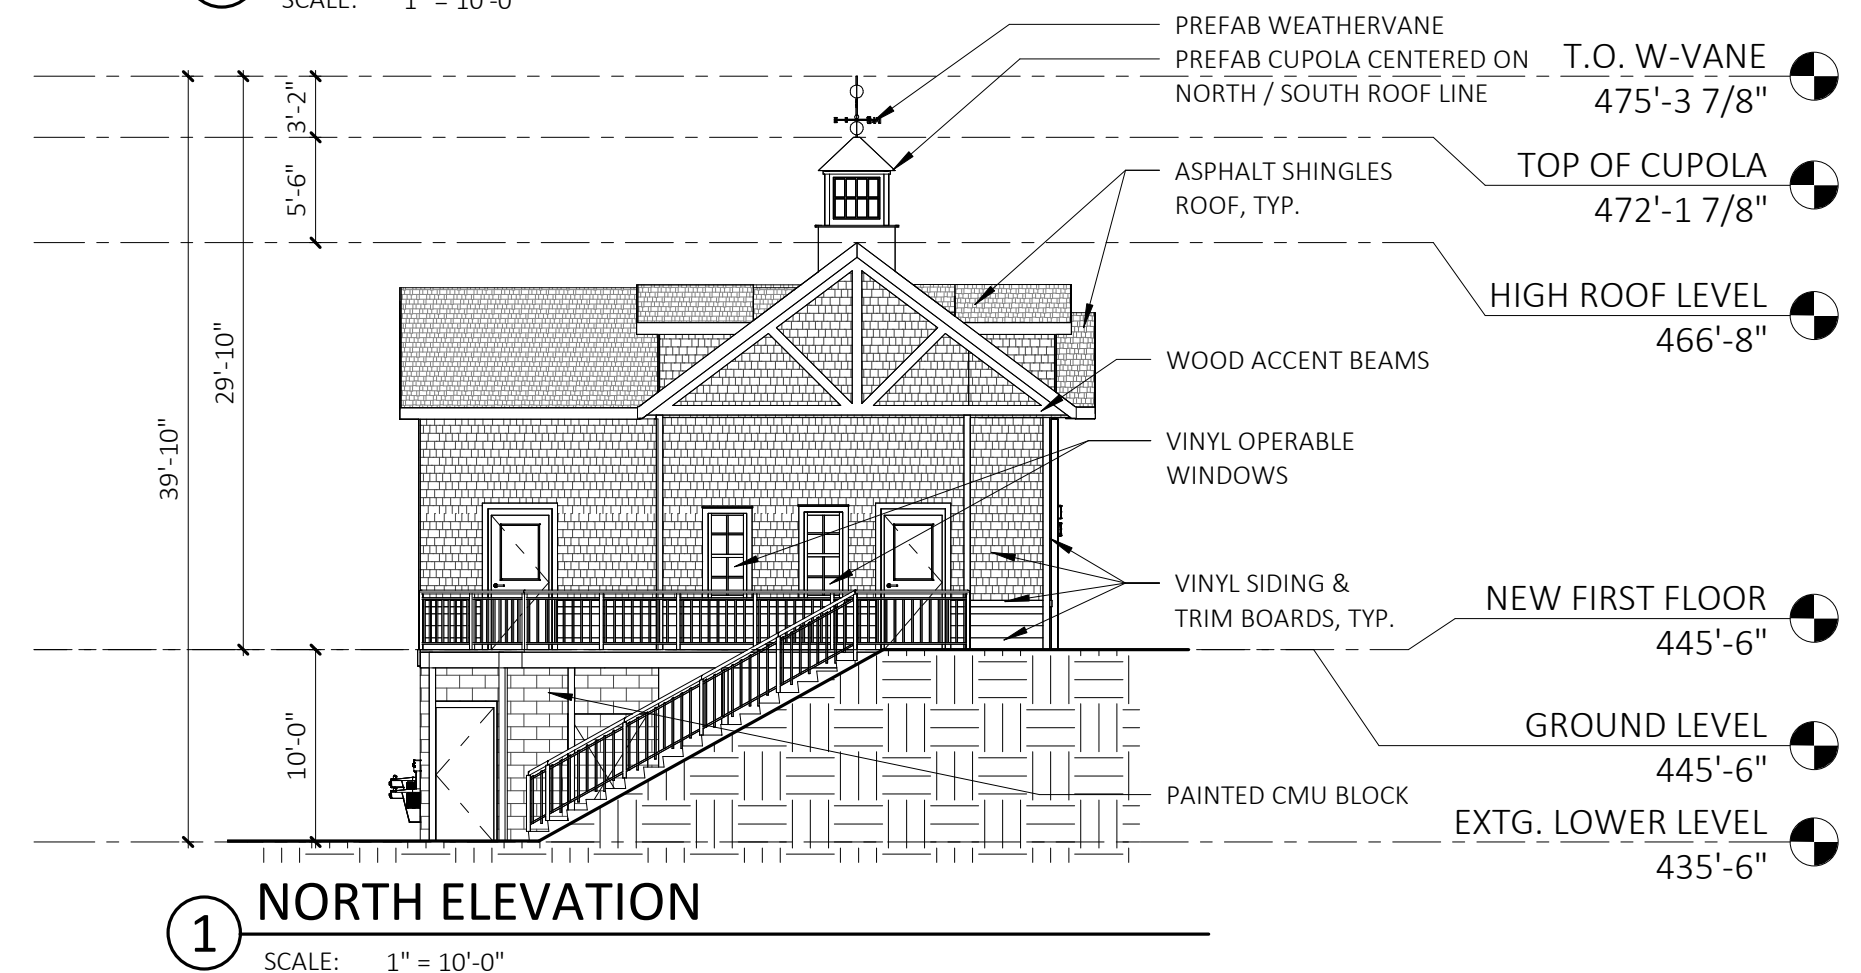 SCALE: 1" = 10'-0"
PREFAB WEATHERVANE
PREFAB CUPOLA CENTERED ON
NORTH / SOUTH ROOF LINE
T.O. W-VANE
475'-3 7/8"
3'-2"
TOP OF CUPOLA
472'-1 7/8"
5'-6"
ASPHALT SHINGLES
ROOF, TYP.
HIGH ROOF LEVEL
466'-8"
29'-10"
WOOD ACCENT BEAMS
39'-10"
VINYL OPERABLE
WINDOWS
VINYL SIDING &
TRIM BOARDS, TYP.
NEW FIRST FLOOR
445'-6"
10'-0"
GROUND LEVEL
445'-6"
PAINTED CMU BLOCK
EXTG. LOWER LEVEL
435'-6"
1 NORTH ELEVATION
SCALE: 1" = 10'-0"